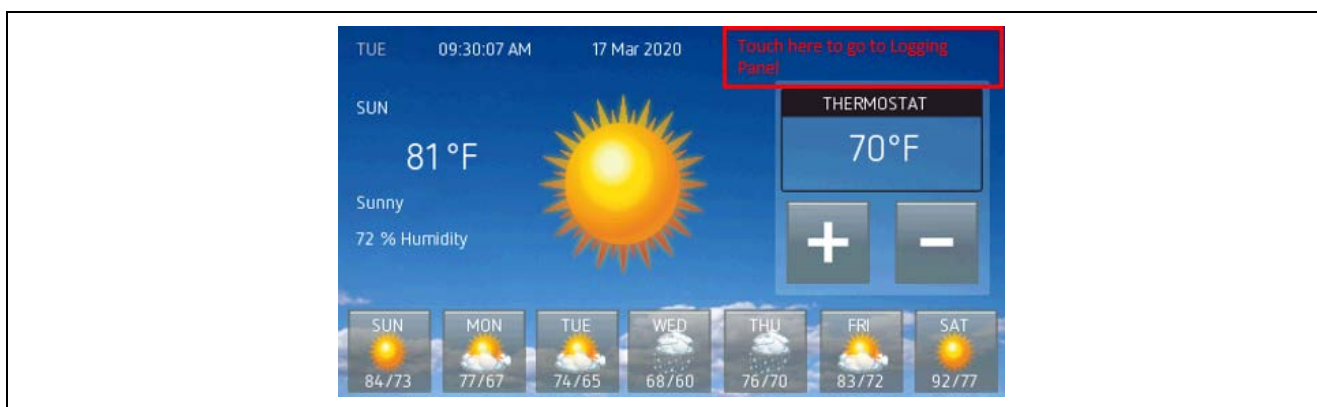 TUE 09:30:07 AM 17 Mar 2020 Touch here to go to Logging
Panel
SUN
81°F
Sunny
72 % Humidity
THERMOSTAT
70°F
+ −
SUN MON TUE WED THU FRI SAT
84/73 77/67 74/65 68/60 76/70 83/72 92/77